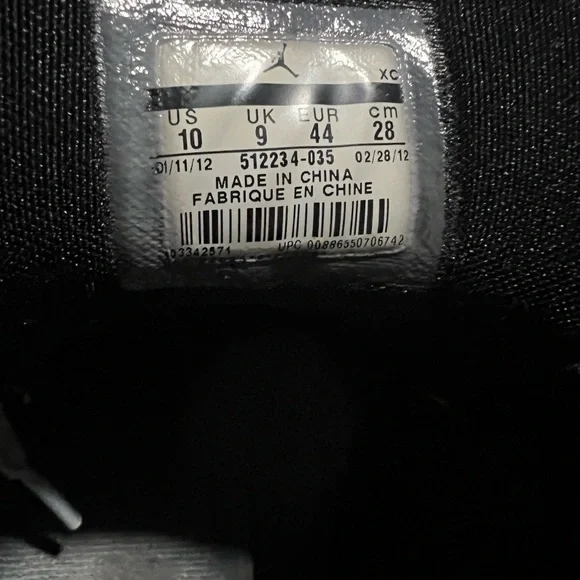 XC
US UK EUR cm
10 9 44 28
01/11/12 512234-035 02/28/12
MADE IN CHINA
FABRIQUE EN CHINE
UPC 00886550706742